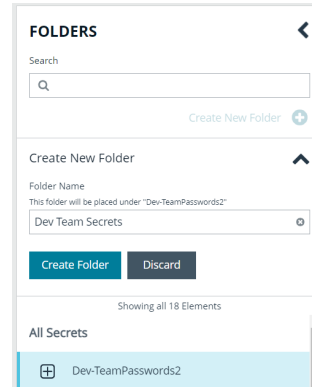 FOLDERS
Search
Create New Folder
Create New Folder
Folder Name
This folder will be placed under "Dev-TeamPasswords2"
Dev Team Secrets
Create Folder Discard
Showing all 18 Elements
All Secrets
Dev-TeamPasswords2